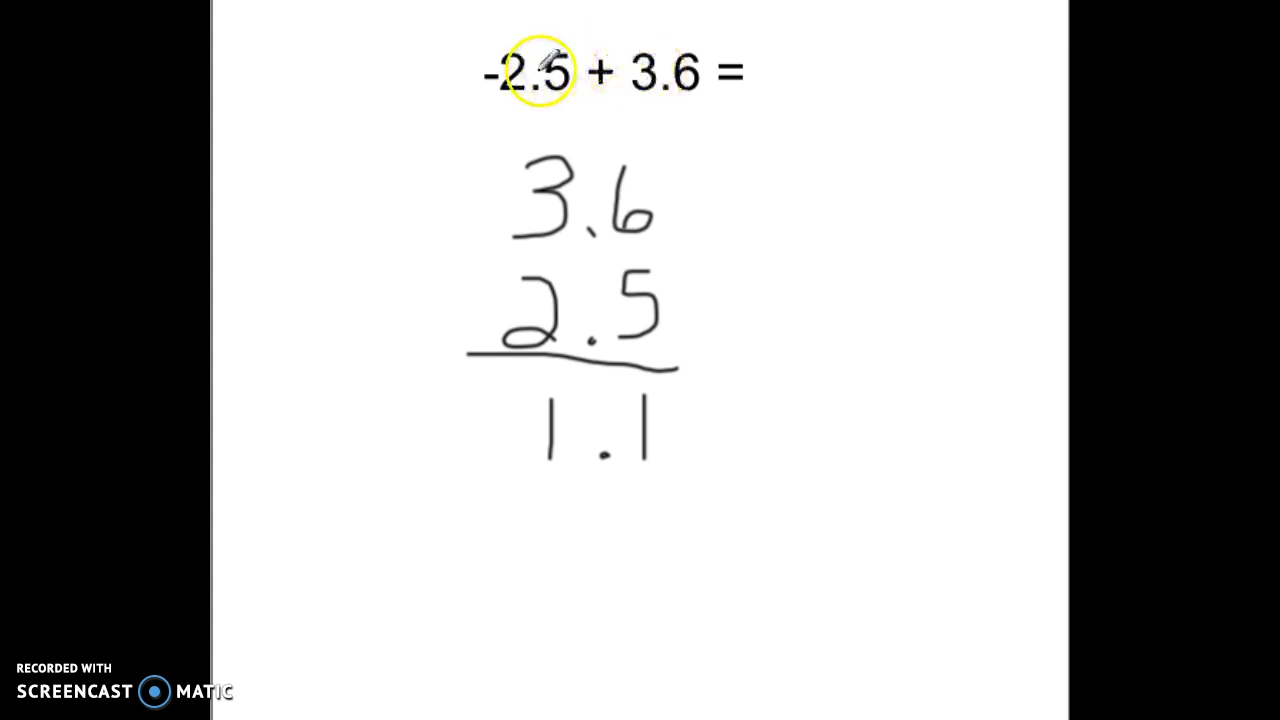 -2.5 + 3.6 =
3.6
2.5
1.1
RECORDED WITH
SCREENCAST MATIC